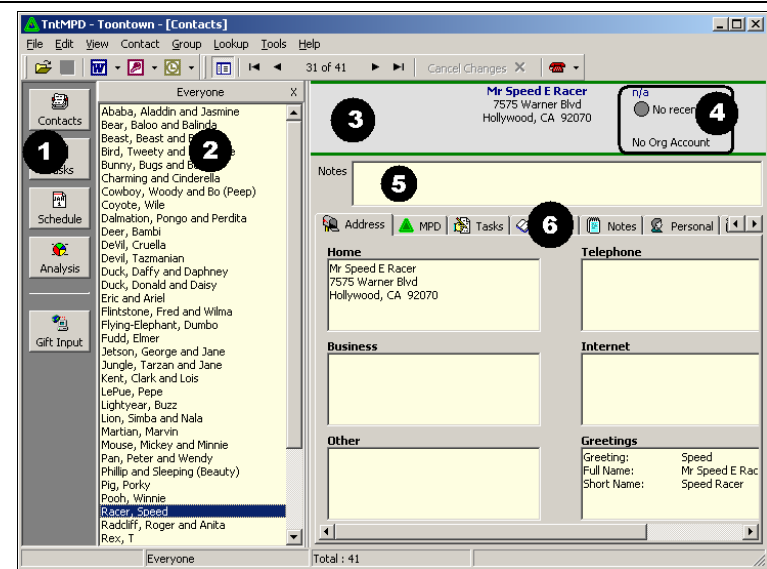 TntMPD - Toontown - [Contacts]
File Edit View Contact Group Lookup Tools Help
31 of 41 Cancel Changes
Contacts
Schedule
Analysis
Gift Input
Everyone X
Ababa, Aladdin and Jasmine
Bear, Baloo and Balinda
Beast, Beast and
Bird, Tweety and
Bunny, Bugs and
Charming and Cinderella
Cowboy, Woody and Bo (Peep)
Coyote, Wile
Dalmation, Pongo and Perdita
Deer, Bambi
DeVil, Cruella
Devil, Tazmanian
Duck, Daffy and Daphney
Duck, Donald and Daisy
Eric and Ariel
Flintstone, Fred and Wilma
Flying-Elephant, Dumbo
Fudd, Elmer
Jetson, George and Jane
Jungle, Tarzan and Jane
Kent, Clark and Lois
LePue, Pepe
Lightyear, Buzz
Lion, Simba and Nala
Martian, Marvin
Mouse, Mickey and Minnie
Pan, Peter and Wendy
Phillip and Sleeping (Beauty)
Pig, Porky
Pooh, Winnie
Racer, Speed
Radcliff, Roger and Anita
Rex, T
1
2
3
Mr Speed E Racer
7575 Warner Blvd
Hollywood, CA 92070
n/a
No
4
No Org Account
Notes
5
Address MPD Tasks 6 Notes Personal
Home
Mr Speed E Racer
7575 Warner Blvd
Hollywood, CA 92070
Telephone
Business
Internet
Other
Greetings
Greeting: Speed
Full Name: Mr Speed E Rac
Short Name: Speed Racer
Everyone Total : 41